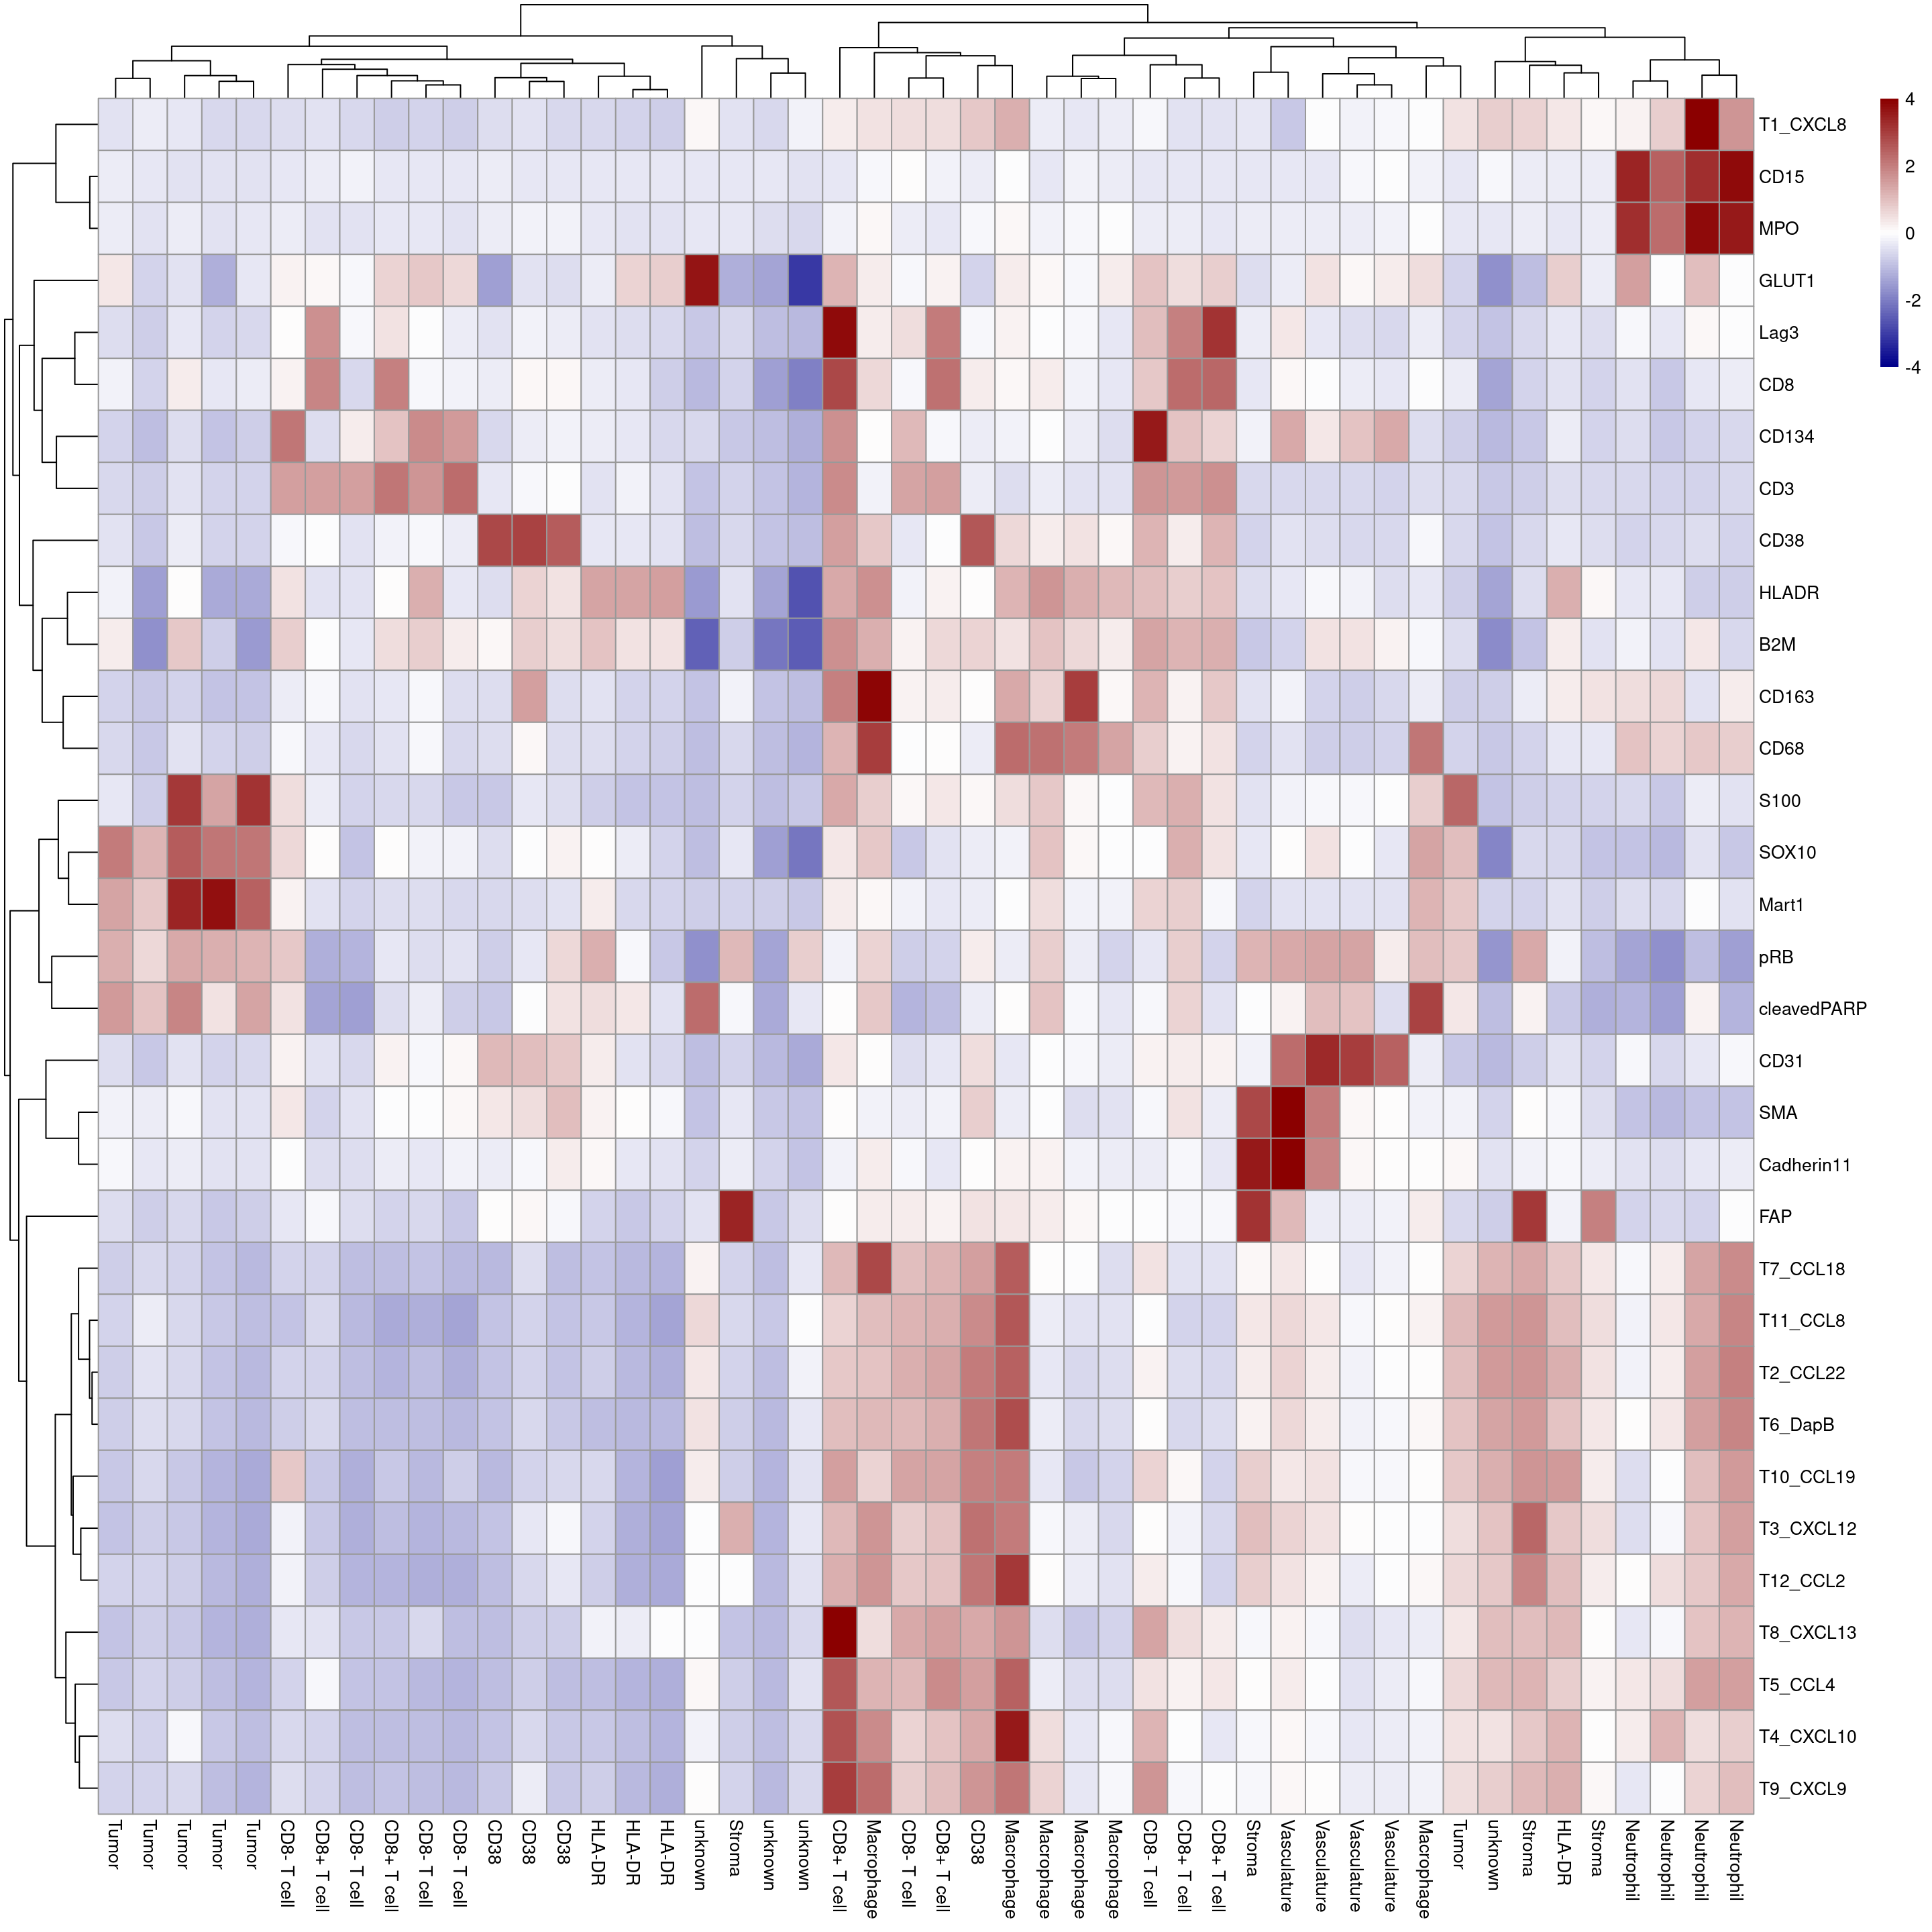 4
2
0
-2
-4
T1_CXCL8
CD15
MPO
GLUT1
Lag3
CD8
CD134
CD3
CD38
HLADR
B2M
CD163
CD68
S100
SOX10
Mart1
pRB
cleavedPARP
CD31
SMA
Cadherin11
FAP
T7_CCL18
T11_CCL8
T2_CCL22
T6_DapB
T10_CCL19
T3_CXCL12
T12_CCL2
T8_CXCL13
T5_CCL4
T4_CXCL10
T9_CXCL9
Tumor
Tumor
Tumor
Tumor
Tumor
CD8- T cell
CD8+ T cell
CD8- T cell
CD8+ T cell
CD8- T cell
CD8- T cell
CD38
CD38
CD38
HLA-DR
HLA-DR
HLA-DR
unknown
Stroma
unknown
unknown
CD8+ T cell
Macrophage
CD8- T cell
CD8+ T cell
CD38
Macrophage
Macrophage
Macrophage
Macrophage
CD8- T cell
CD8+ T cell
CD8+ T cell
Stroma
Vasculature
Vasculature
Vasculature
Vasculature
Macrophage
Tumor
unknown
Stroma
HLA-DR
Stroma
Neutrophil
Neutrophil
Neutrophil
Neutrophil